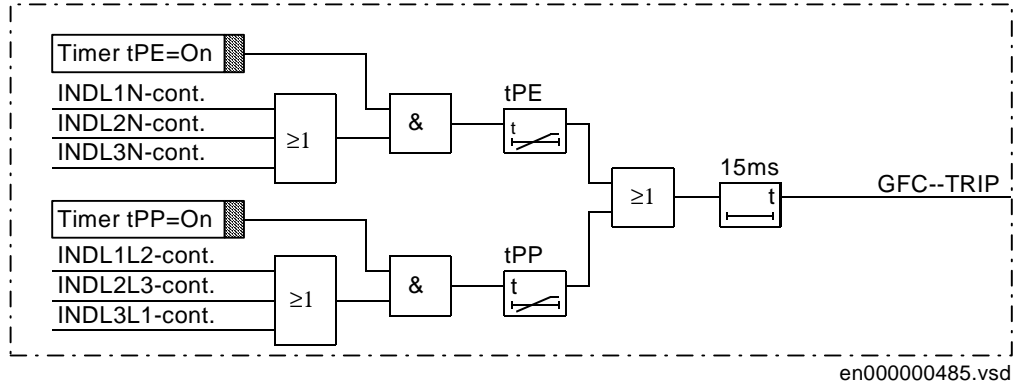 Timer tPE=On
INDL1N-cont.
INDL2N-cont.
INDL3N-cont.
≥1
&
tPE
t
Timer tPP=On
INDL1L2-cont.
INDL2L3-cont.
INDL3L1-cont.
≥1
&
tPP
t
≥1
15ms
t
GFC--TRIP
en000000485.vsd